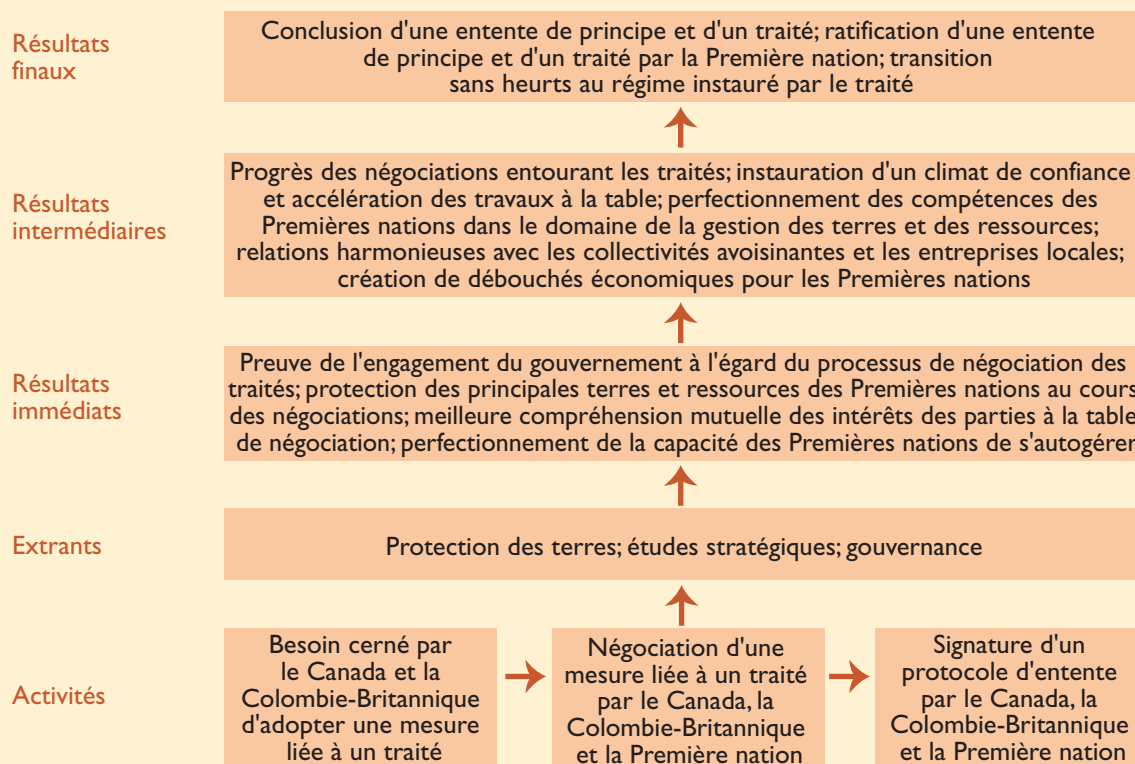 Résultats
finaux
Conclusion d'une entente de principe et d'un traité; ratification d'une entente
de principe et d'un traité par la Première nation; transition
sans heurts au régime instauré par le traité
Résultats
intermédiaires
Progrès des négociations entourant les traités; instauration d'un climat de confiance
et accélération des travaux à la table; perfectionnement des compétences des
Premières nations dans le domaine de la gestion des terres et des ressources;
relations harmonieuses avec les collectivités avoisinantes et les entreprises locales;
création de débouchés économiques pour les Premières nations
Résultats
immédiats
Preuve de l'engagement du gouvernement à l'égard du processus de négociation des
traités; protection des principales terres et ressources des Premières nations au cours
des négociations; meilleure compréhension mutuelle des intérêts des parties à la table
de négociation; perfectionnement de la capacité des Premières nations de s'autogérer
Extrants
Protection des terres; études stratégiques; gouvernance
Activités
Besoin cerné par
le Canada et la
Colombie-Britannique
d'adopter une mesure
liée à un traité
Négociation d'une
mesure liée à un traité
par le Canada, la
Colombie-Britannique
et la Première nation
Signature d'un
protocole d'entente
par le Canada, la
Colombie-Britannique
et la Première nation